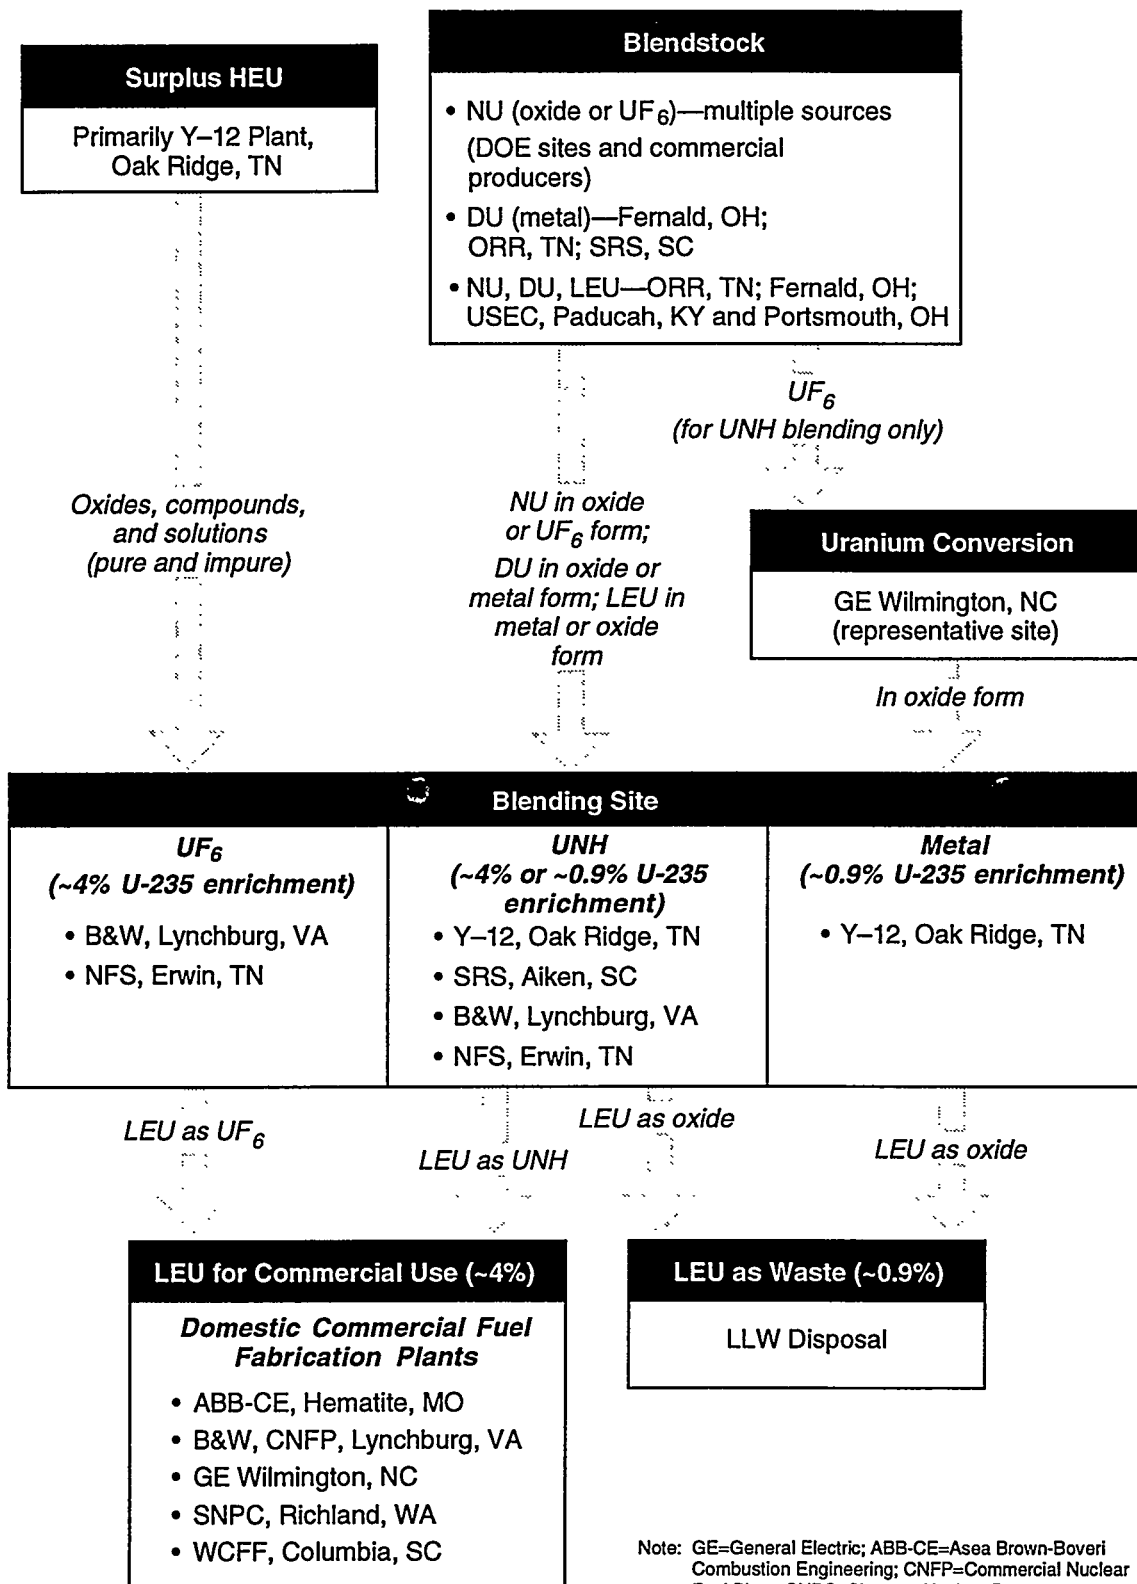 Surplus HEU
Primarily Y–12 Plant,
Oak Ridge, TN
Blendstock
• NU (oxide or UF6)—multiple sources
(DOE sites and commercial
producers)
• DU (metal)—Fernald, OH;
ORR, TN; SRS, SC
• NU, DU, LEU—ORR, TN; Fernald, OH;
USEC, Paducah, KY and Portsmouth, OH
UF6
(for UNH blending only)
Oxides, compounds,
and solutions
(pure and impure)
NU in oxide
or UF6 form;
DU in oxide or
metal form; LEU in
metal or oxide
form
Uranium Conversion
GE Wilmington, NC
(representative site)
In oxide form
Blending Site
UF6
(~4% U-235 enrichment)
• B&W, Lynchburg, VA
• NFS, Erwin, TN
UNH
(~4% or ~0.9% U-235
enrichment)
• Y–12, Oak Ridge, TN
• SRS, Aiken, SC
• B&W, Lynchburg, VA
• NFS, Erwin, TN
Metal
(~0.9% U-235 enrichment)
• Y–12, Oak Ridge, TN
LEU as UF6
LEU as UNH
LEU as oxide
LEU as oxide
LEU for Commercial Use (~4%)
Domestic Commercial Fuel
Fabrication Plants
• ABB-CE, Hematite, MO
• B&W, CNFP, Lynchburg, VA
• GE Wilmington, NC
• SNPC, Richland, WA
• WCFF, Columbia, SC
LEU as Waste (~0.9%)
LLW Disposal
Note: GE=General Electric; ABB-CE=Asea Brown-Boveri
Combustion Engineering; CNFP=Commercial Nuclear